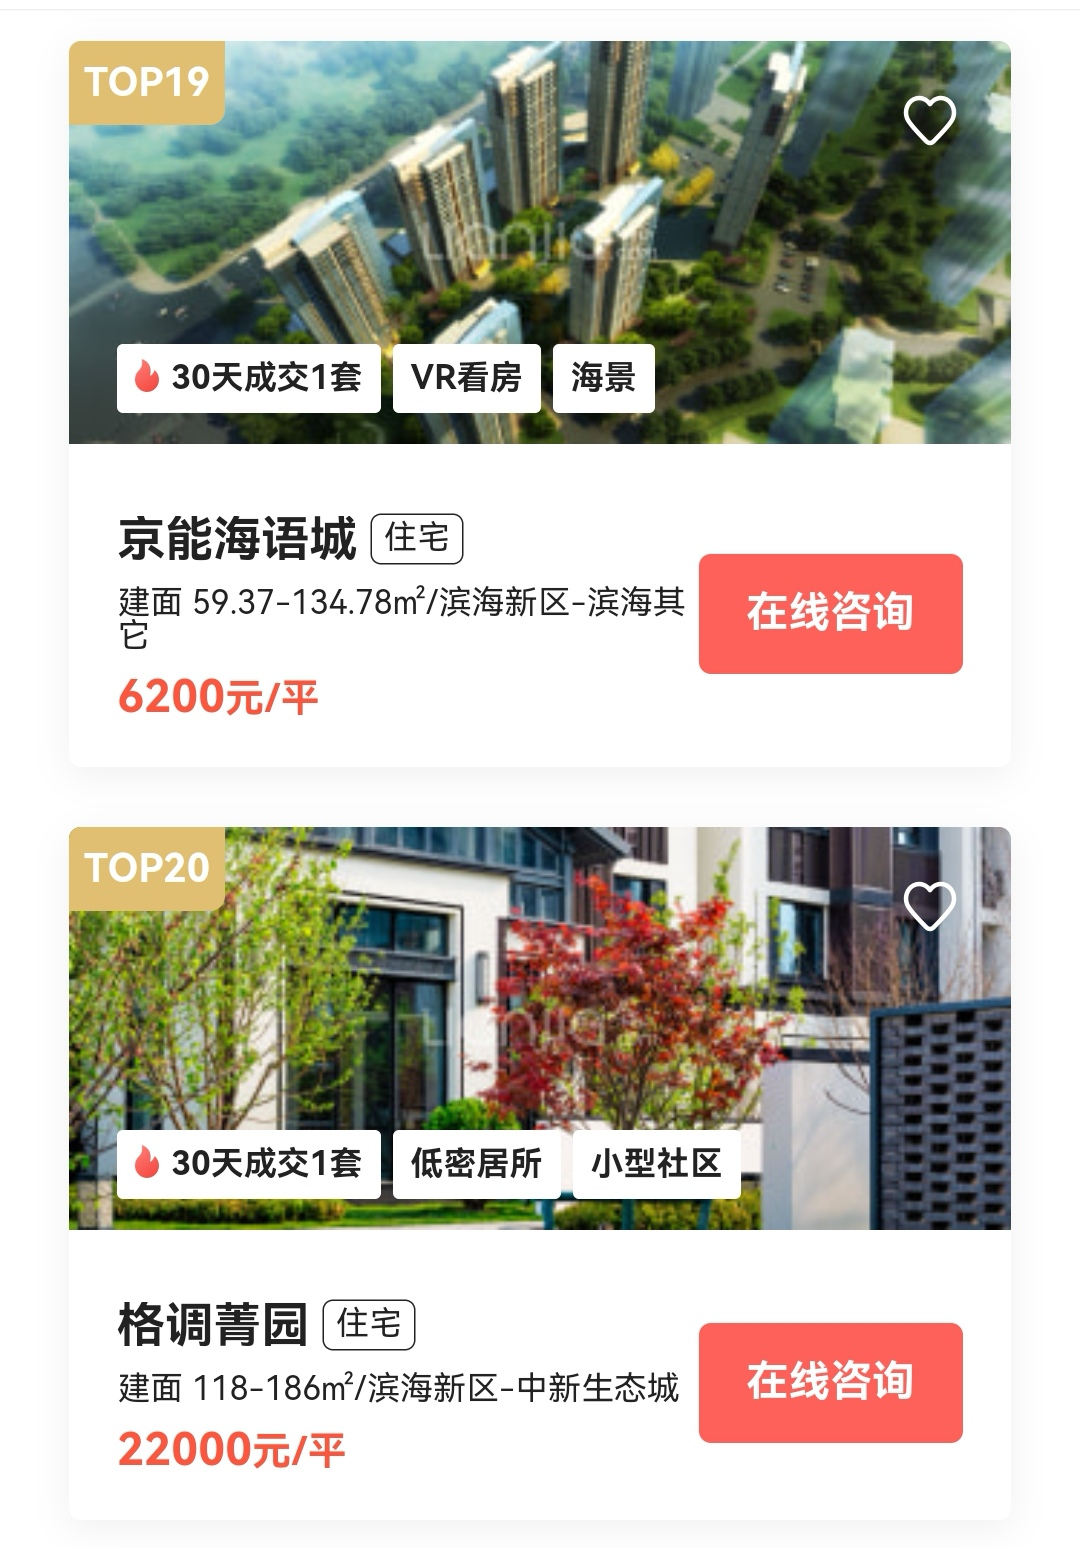 TOP19
Lianjia
30天成交1套 VR看房 海景
京能海语城 住宅
建面 59.37-134.78㎡/滨海新区-滨海其
它
在线咨询
6200元/平
TOP20
Lianjia
30天成交1套 低密居所 小型社区
格调菁园 住宅
建面 118-186㎡/滨海新区-中新生态城
在线咨询
22000元/平